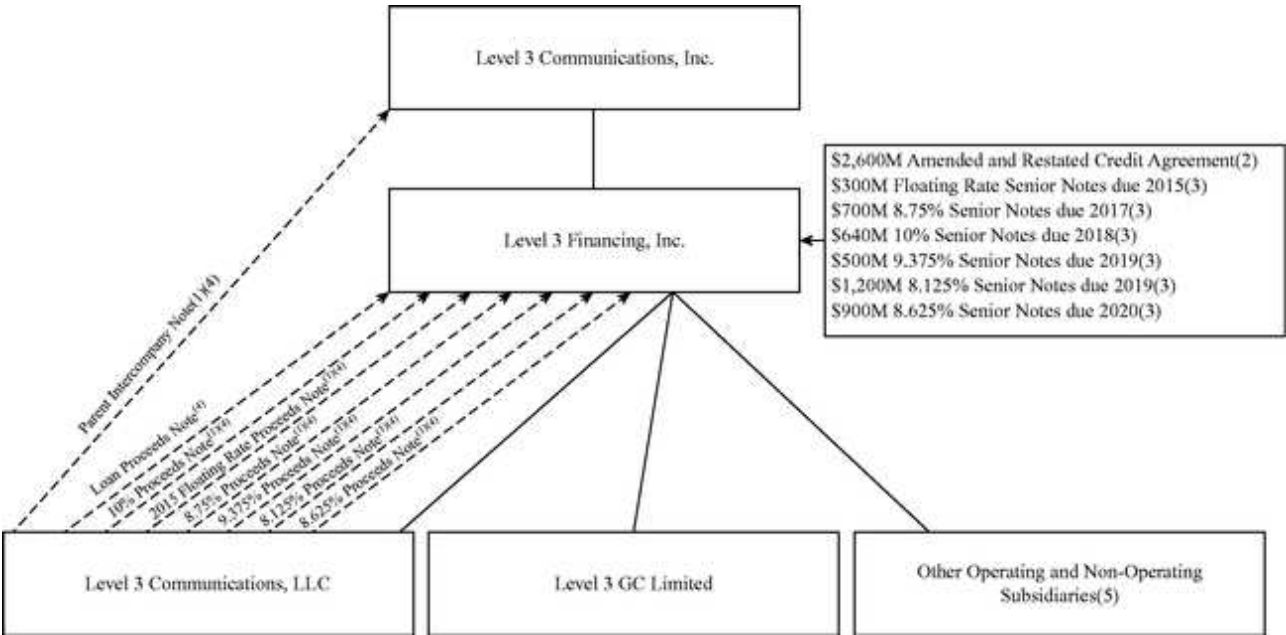 Level 3 Communications, Inc.
$2,600M Amended and Restated Credit Agreement(2)
$300M Floating Rate Senior Notes due 2015(3)
$700M 8.75% Senior Notes due 2017(3)
$640M 10% Senior Notes due 2018(3)
$500M 9.375% Senior Notes due 2019(3)
$1,200M 8.125% Senior Notes due 2019(3)
$900M 8.625% Senior Notes due 2020(3)
Level 3 Financing, Inc.
Parent Intercompany Note(1)(4)
Loan Proceeds Note(4)
10% Proceeds Note(1)(4)
2015 Floating Rate Proceeds Note(1)(4)
8.75% Proceeds Note(1)(4)
9.375% Proceeds Note(1)(4)
8.125% Proceeds Note(1)(4)
8.625% Proceeds Note(1)(4)
Level 3 Communications, LLC
Level 3 GC Limited
Other Operating and Non-Operating
Subsidiaries(5)